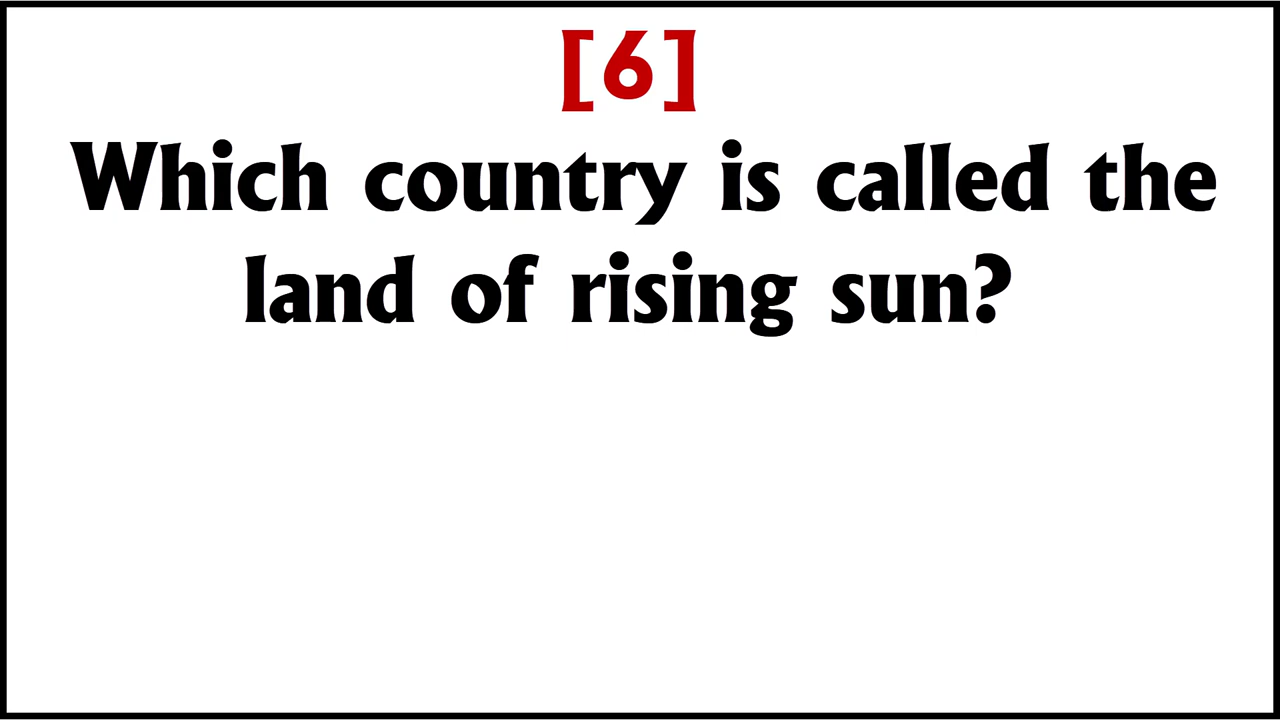 [6]
Which country is called the
land of rising sun?